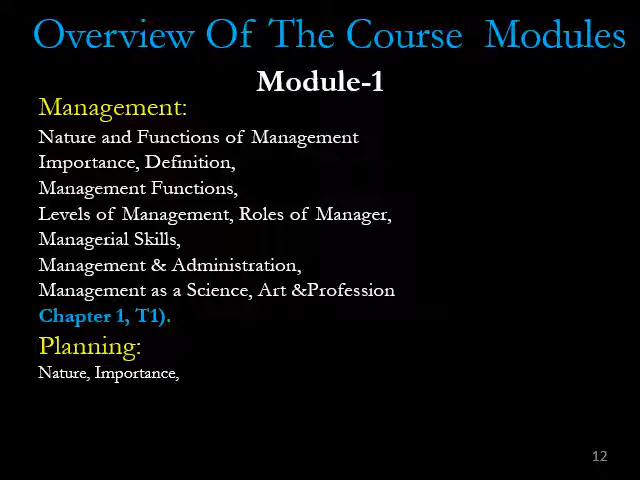 Overview Of The Course Modules
Module-1
Management:
Nature and Functions of Management
Importance, Definition,
Management Functions,
Levels of Management, Roles of Manager,
Managerial Skills,
Management & Administration,
Management as a Science, Art &Profession
Chapter 1, T1).
Planning:
Nature, Importance,
12